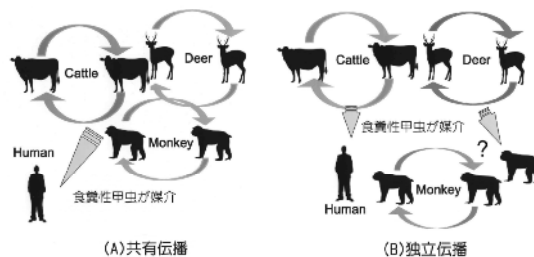 Cattle
Deer
Monkey
Human
食糞性甲虫が媒介
(A)共有伝播
Cattle
Deer
食糞性甲虫が媒介
?
Monkey
Human
(B)独立伝播